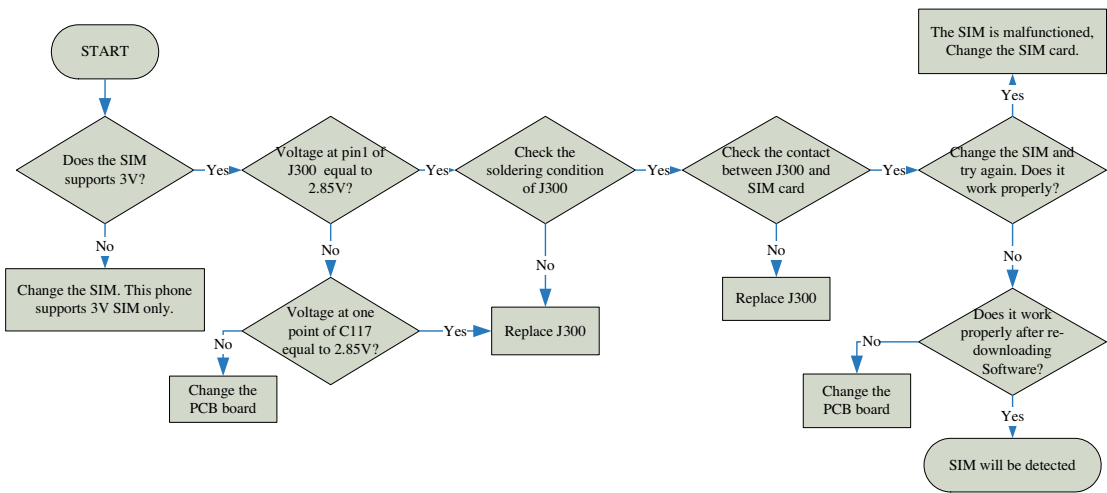 START
Does the SIM
supports 3V?
Yes
No
Change the SIM. This phone
supports 3V SIM only.
Voltage at pin1 of
J300 equal to
2.85V?
Yes
No
Voltage at one
point of C117
equal to 2.85V?
Yes
No
Change the
PCB board
Check the
soldering condition
of J300
Yes
No
Replace J300
Check the contact
between J300 and
SIM card
Yes
No
Replace J300
Change the SIM and
try again. Does it
work properly?
Yes
The SIM is malfunctioned,
Change the SIM card.
No
Does it work
properly after re-
downloading
Software?
No
Change the
PCB board
Yes
SIM will be detected